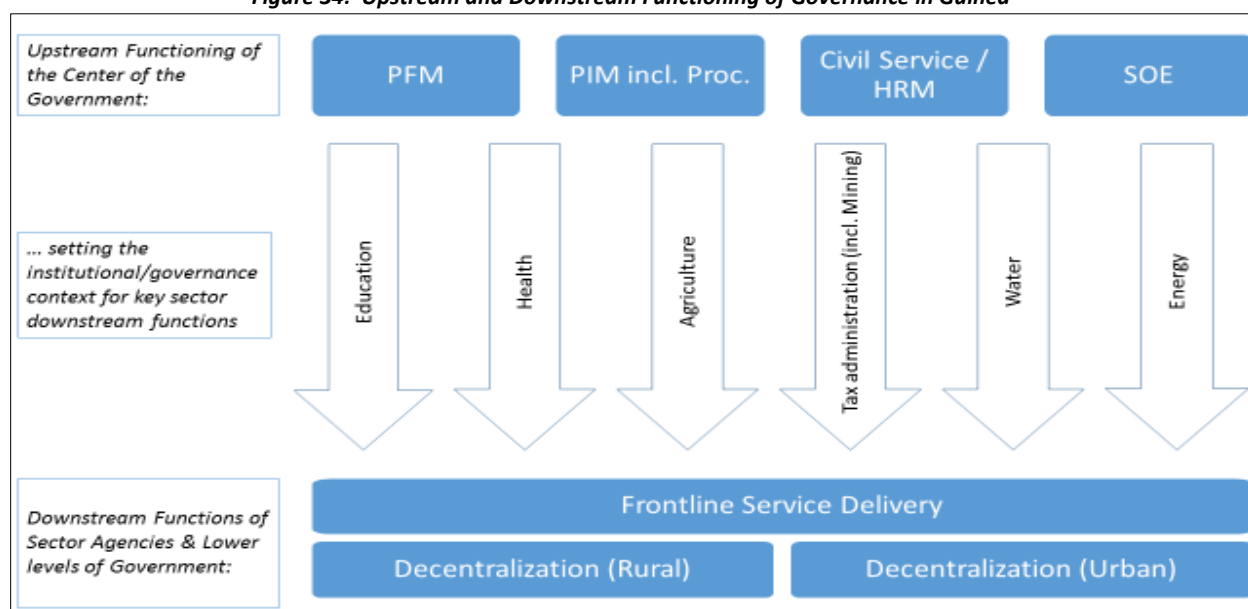 Figure 34: Upstream and Downstream Functioning of Governance in Guinea
Upstream Functioning of
the Center of the
Government:
PFM
PIM incl. Proc.
Civil Service /
HRM
SOE
... setting the
institutional/governance
context for key sector
downstream functions
Education
Health
Agriculture
Tax administration (incl. Mining)
Water
Energy
Downstream Functions of
Sector Agencies & Lower
levels of Government:
Frontline Service Delivery
Decentralization (Rural)
Decentralization (Urban)